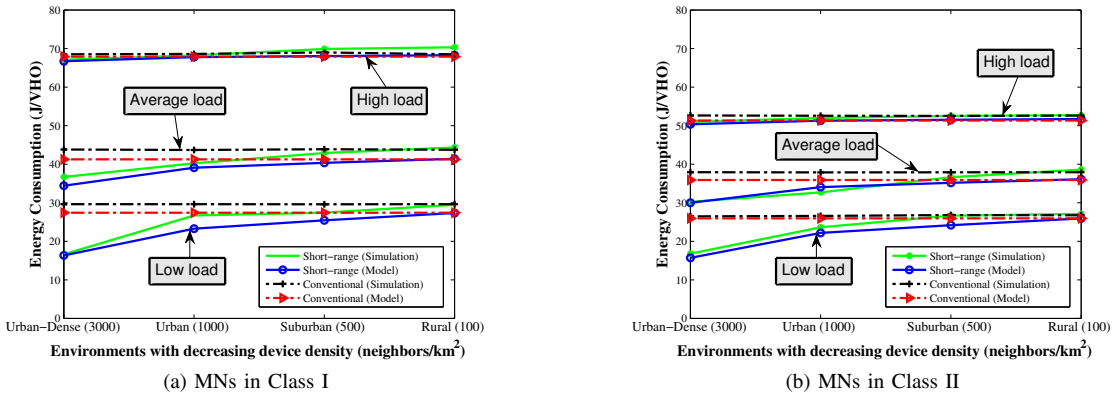 80
70
60
50
40
30
20
10
0
Energy Consumption (J/VHO)
Average load
High load
Low load
Short−range (Simulation)
Short−range (Model)
Conventional (Simulation)
Conventional (Model)
Urban−Dense (3000)
Urban (1000)
Suburban (500)
Rural (100)
Environments with decreasing device density (neighbors/km²)
(a) MNs in Class I
80
70
60
50
40
30
20
10
0
Energy Consumption (J/VHO)
High load
Average load
Low load
Short−range (Simulation)
Short−range (Model)
Conventional (Simulation)
Conventional (Model)
Urban−Dense (3000)
Urban (1000)
Suburban (500)
Rural (100)
Environments with decreasing device density (neighbors/km²)
(b) MNs in Class II